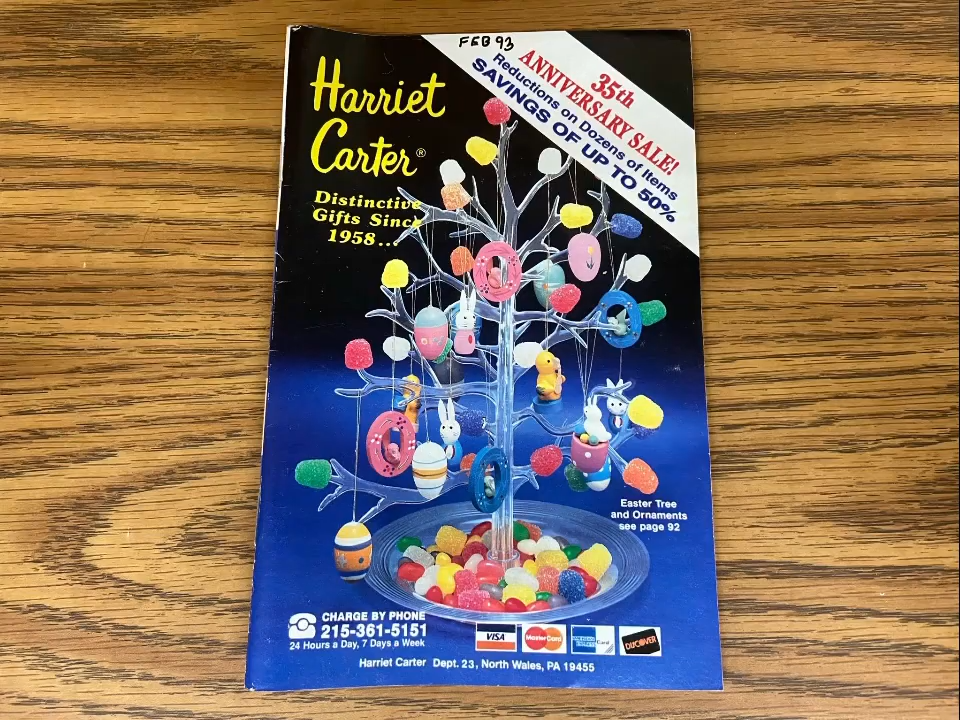 FEB 93
35th
ANNIVERSARY SALE!
Reductions on Dozens of Items
SAVINGS OF UP TO 50%
Harriet
Carter®
Distinctive
Gifts Since
1958...
Easter Tree
and Ornaments
see page 92
CHARGE BY PHONE
215-361-5151
24 Hours a Day, 7 Days a Week
VISA
MasterCard
DISCOVER
Harriet Carter Dept. 23, North Wales, PA 19455